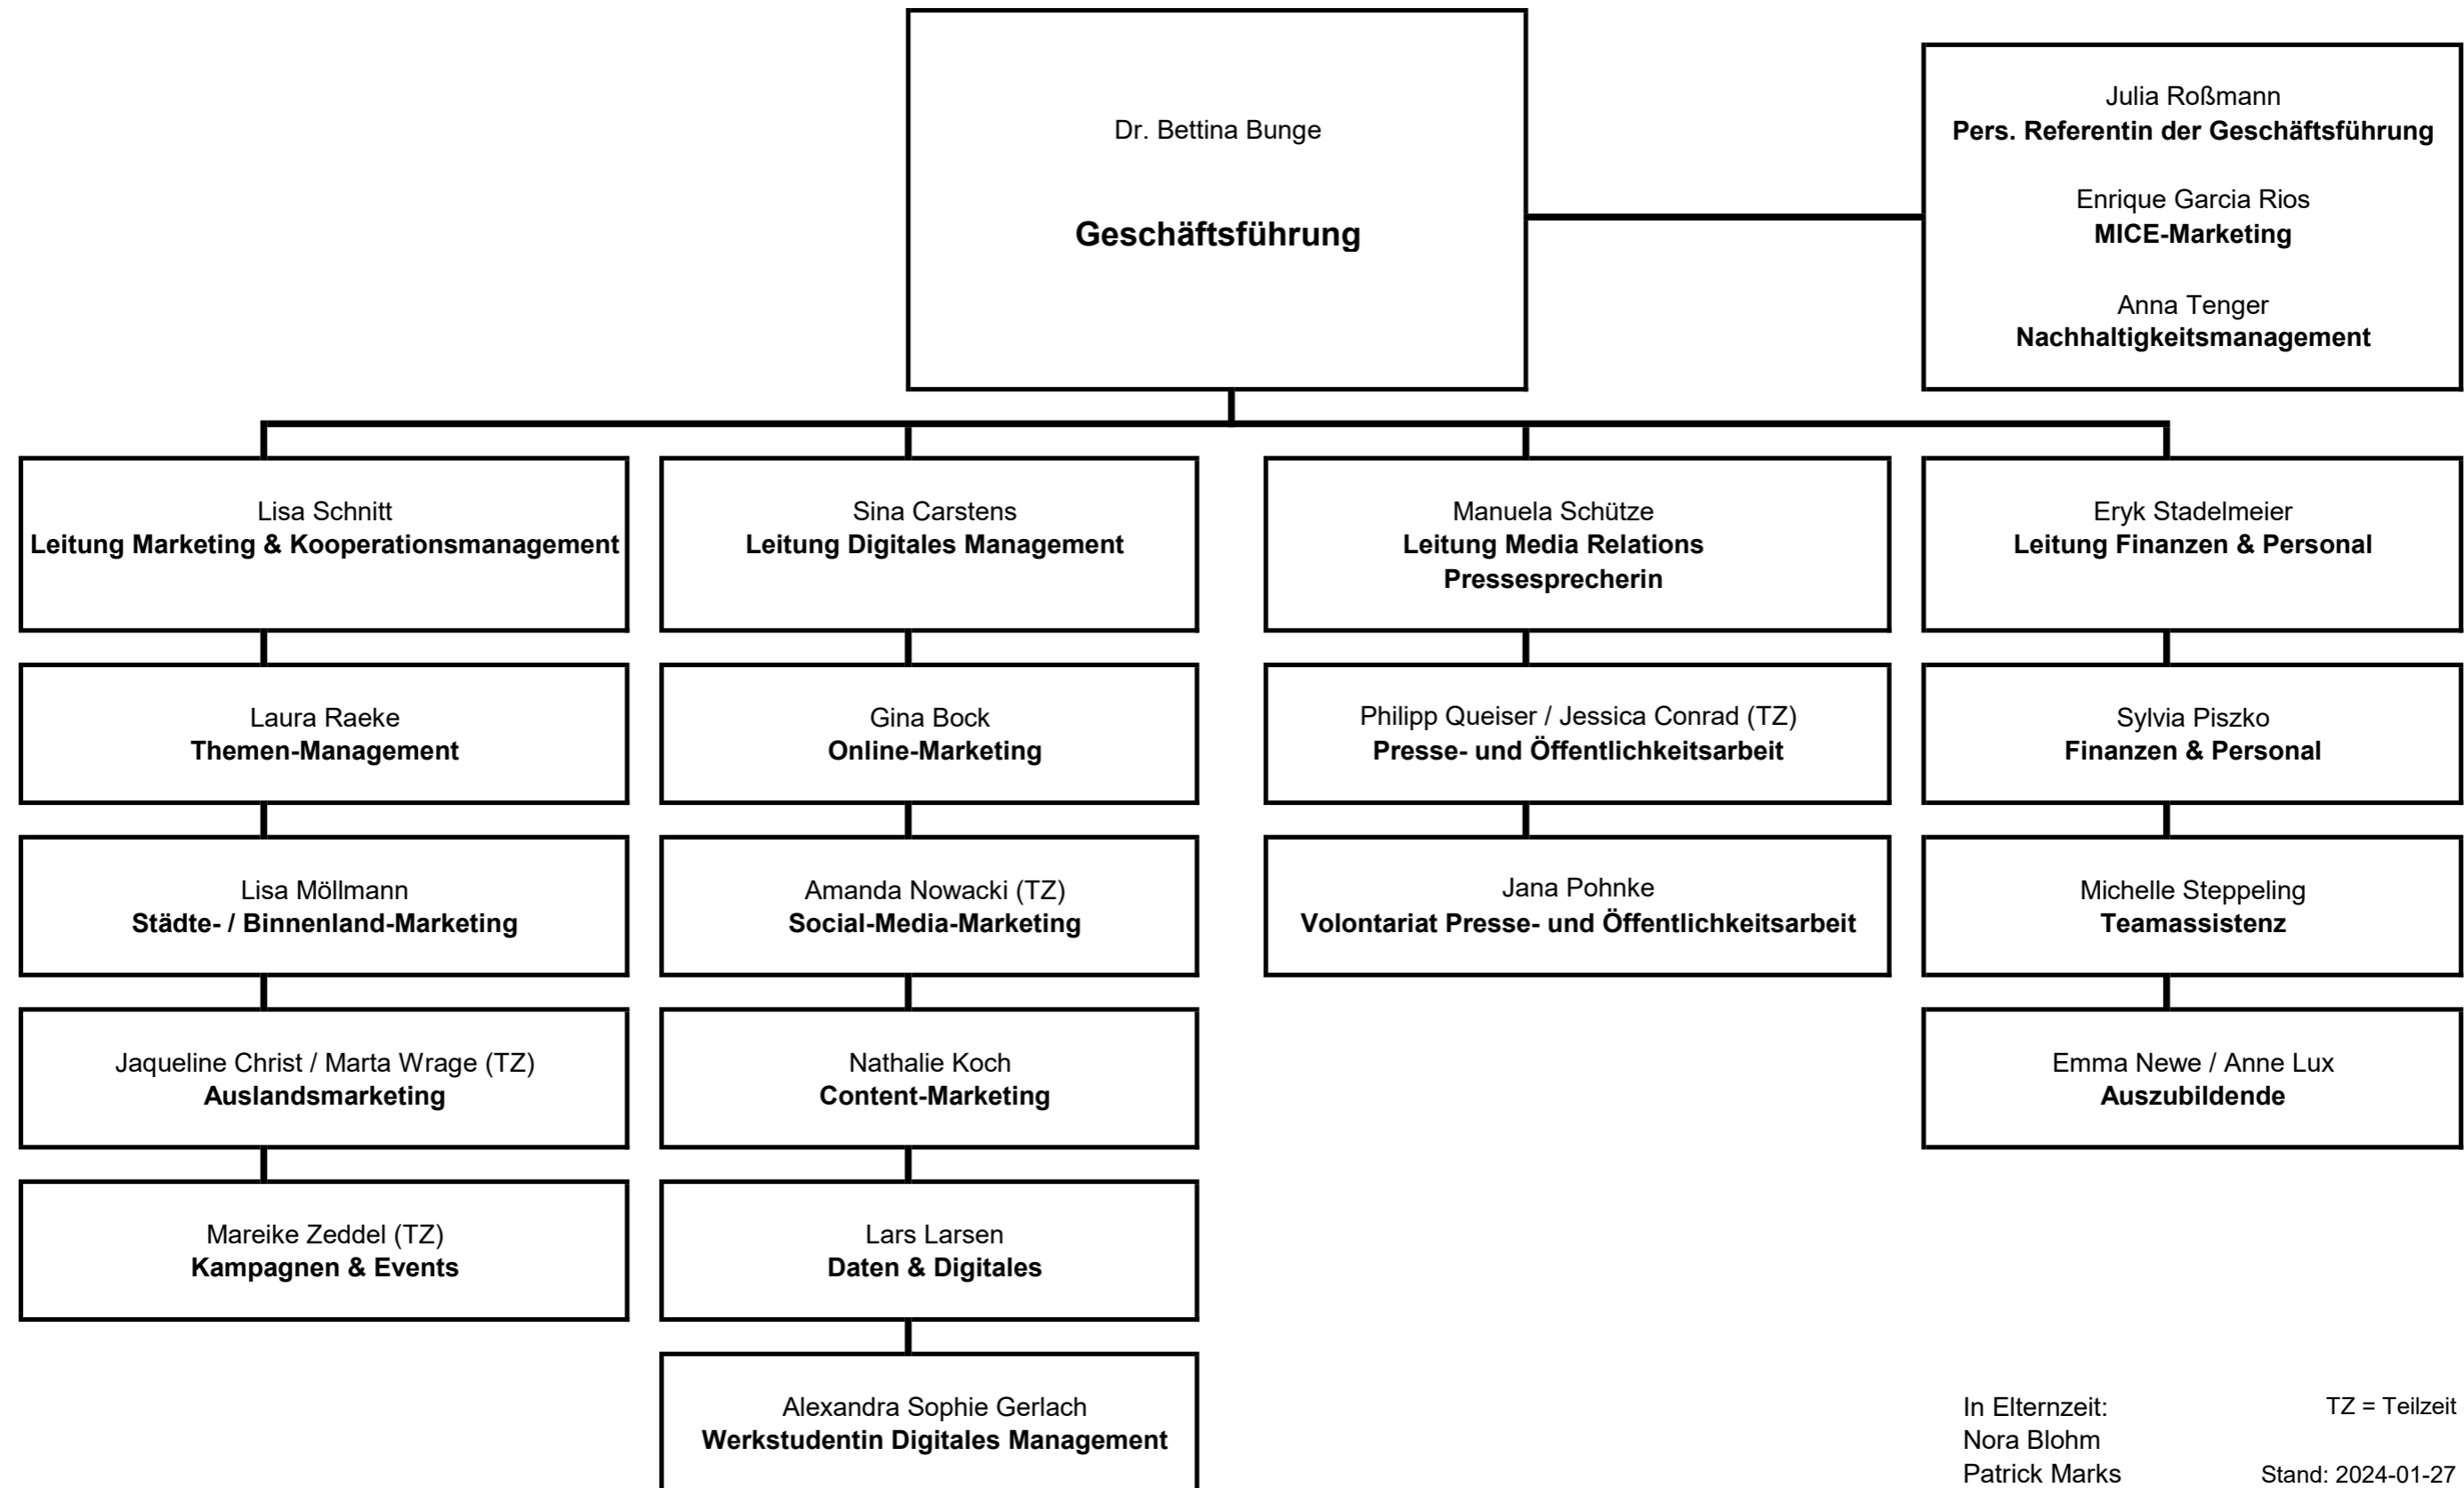 Dr. Bettina Bunge
Geschäftsführung
Julia Roßmann
Pers. Referentin der Geschäftsführung
Enrique Garcia Rios
MICE-Marketing
Anna Tenger
Nachhaltigkeitsmanagement
Lisa Schnitt
Leitung Marketing & Kooperationsmanagement
Laura Raeke
Themen-Management
Lisa Möllmann
Städte- / Binnenland-Marketing
Jaqueline Christ / Marta Wrage (TZ)
Auslandsmarketing
Mareike Zeddel (TZ)
Kampagnen & Events
Sina Carstens
Leitung Digitales Management
Gina Bock
Online-Marketing
Amanda Nowacki (TZ)
Social-Media-Marketing
Nathalie Koch
Content-Marketing
Lars Larsen
Daten & Digitales
Alexandra Sophie Gerlach
Werkstudentin Digitales Management
Manuela Schütze
Leitung Media Relations
Pressesprecherin
Philipp Queiser / Jessica Conrad (TZ)
Presse- und Öffentlichkeitsarbeit
Jana Pohnke
Volontariat Presse- und Öffentlichkeitsarbeit
Eryk Stadelmeier
Leitung Finanzen & Personal
Sylvia Piszko
Finanzen & Personal
Michelle Steppeling
Teamassistenz
Emma Newe / Anne Lux
Auszubildende
In Elternzeit:
Nora Blohm
Patrick Marks
TZ = Teilzeit
Stand: 2024-01-27